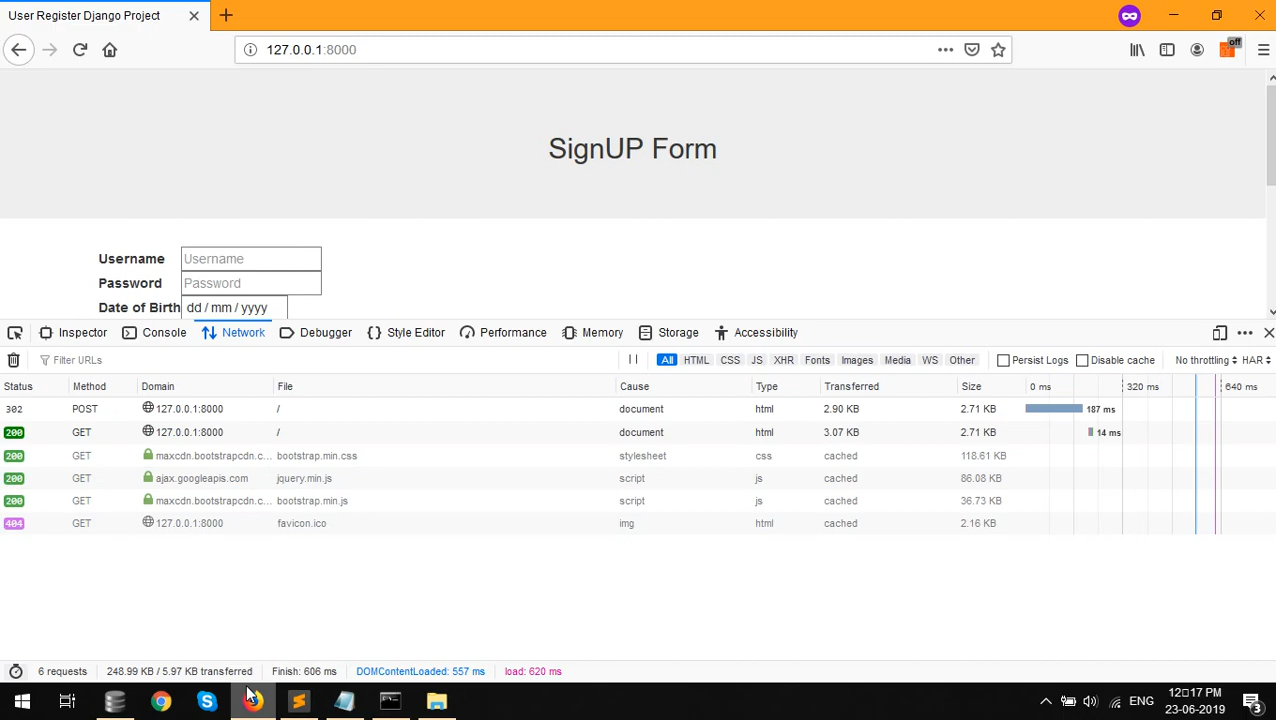 User Register Django Project
off
127.0.0.1:8000
SignUP Form
Username Username
Password Password
Date of Birth dd / mm / yyyy
Inspector Console Network Debugger Style Editor Performance Memory Storage Accessibility
Filter URLs All HTML CSS JS XHR Fonts Images Media WS Other Persist Logs Disable cache No throttling HAR
Status Method Domain File Cause Type Transferred Size 0 ms 320 ms 640 ms
302 POST 127.0.0.1:8000 / document html 2.90 KB 2.71 KB 187 ms
200 GET 127.0.0.1:8000 / document html 3.07 KB 2.71 KB 14 ms
200 GET maxcdn.bootstrapcdn.c... bootstrap.min.css stylesheet css cached 118.61 KB
200 GET ajax.googleapis.com jquery.min.js script js cached 86.08 KB
200 GET maxcdn.bootstrapcdn.c... bootstrap.min.js script js cached 36.73 KB
404 GET 127.0.0.1:8000 favicon.ico img html cached 2.16 KB
6 requests 248.99 KB / 5.97 KB transferred Finish: 606 ms DOMContentLoaded: 557 ms load: 620 ms
ENG 12▯17 PM
23-06-2019
3